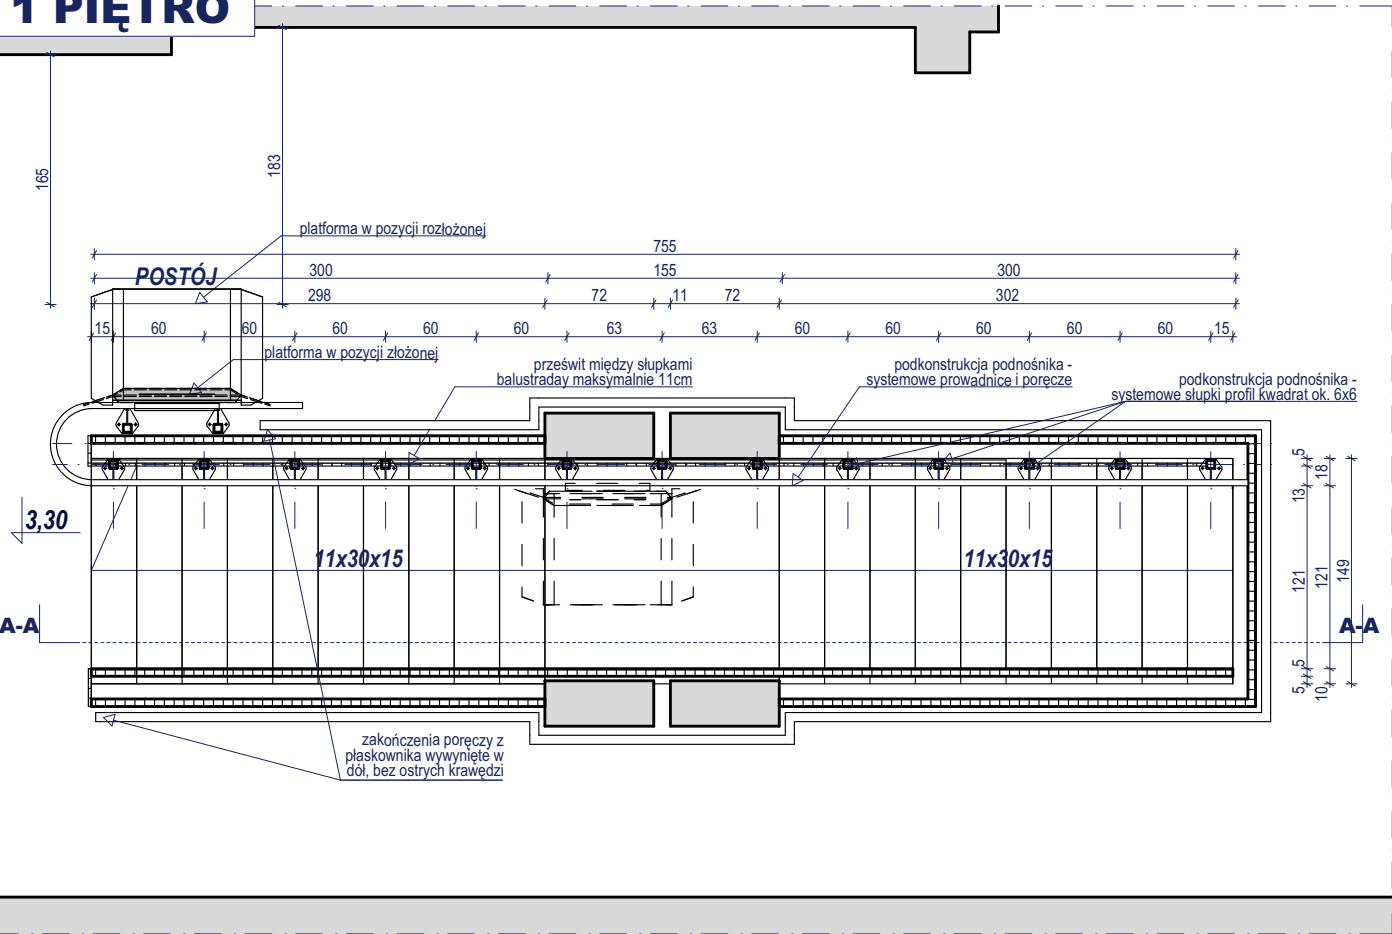 1 PIĘTRO
165
183
platforma w pozycji rozłożonej
755
POSTÓJ
300
155
300
298
72
11
72
302
15
60
60
60
60
60
63
63
60
60
60
60
60
15
platforma w pozycji złożonej
prześwit między słupkami
balustraday maksymalnie 11cm
podkonstrukcja podnośnika -
systemowe prowadnice i poręcze
podkonstrukcja podnośnika -
systemowe słupki profil kwadrat ok. 6x6
5
18
13
3,30
11x30x15
11x30x15
121
121
149
A-A
A-A
5
5
10
zakończenia poręczy z
płaskownika wywynięte w
dół, bez ostrych krawędzi